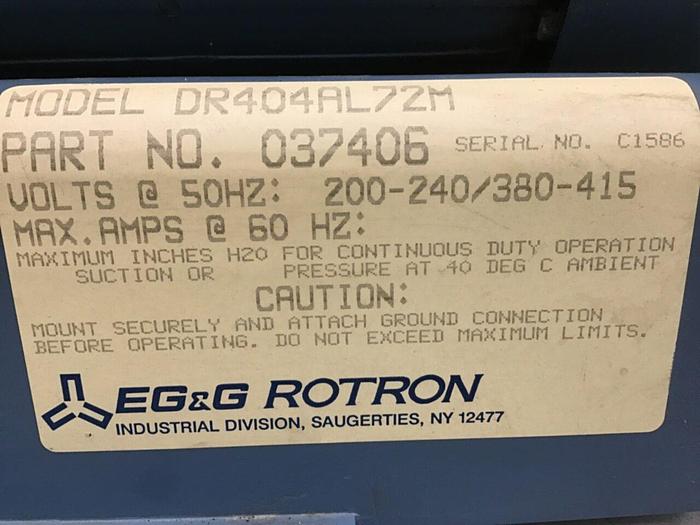 MODEL DR404AL72M
PART NO. 037406 SERIAL NO. C1586
VOLTS @ 50HZ: 200-240/380-415
MAX.AMPS @ 60 HZ:
MAXIMUM INCHES H2O FOR CONTINUOUS DUTY OPERATION
SUCTION OR PRESSURE AT 40 DEG C AMBIENT
CAUTION:
MOUNT SECURELY AND ATTACH GROUND CONNECTION
BEFORE OPERATING. DO NOT EXCEED MAXIMUM LIMITS.
EG&G ROTRON
INDUSTRIAL DIVISION, SAUGERTIES, NY 12477